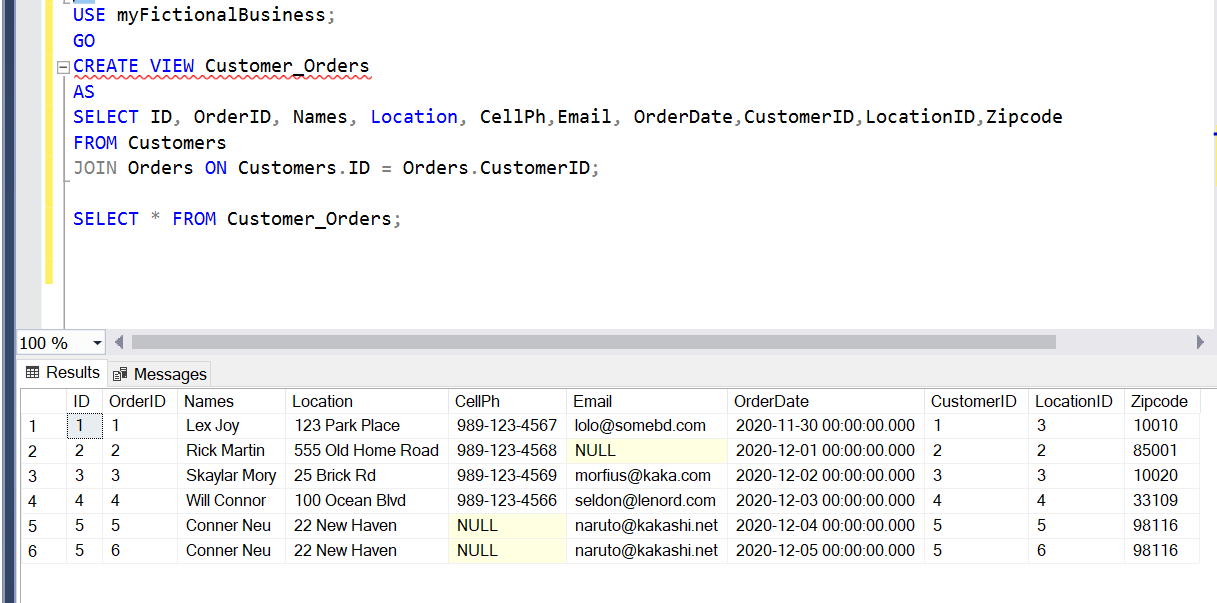 USE myFictionalBusiness;
GO
CREATE VIEW Customer_Orders
AS
SELECT ID, OrderID, Names, Location, CellPh,Email, OrderDate,CustomerID,LocationID,Zipcode
FROM Customers
JOIN Orders ON Customers.ID = Orders.CustomerID;
SELECT * FROM Customer_Orders;
100 %
Results Messages
ID OrderID Names Location CellPh Email OrderDate CustomerID LocationID Zipcode
1 1 1 Lex Joy 123 Park Place 989-123-4567 lolo@somebd.com 2020-11-30 00:00:00.000 1 3 10010
2 2 2 Rick Martin 555 Old Home Road 989-123-4568 NULL 2020-12-01 00:00:00.000 2 2 85001
3 3 3 Skaylar Mory 25 Brick Rd 989-123-4569 morfius@kaka.com 2020-12-02 00:00:00.000 3 3 10020
4 4 4 Will Connor 100 Ocean Blvd 989-123-4566 seldon@lenord.com 2020-12-03 00:00:00.000 4 4 33109
5 5 5 Conner Neu 22 New Haven NULL naruto@kakashi.net 2020-12-04 00:00:00.000 5 5 98116
6 5 6 Conner Neu 22 New Haven NULL naruto@kakashi.net 2020-12-05 00:00:00.000 5 6 98116